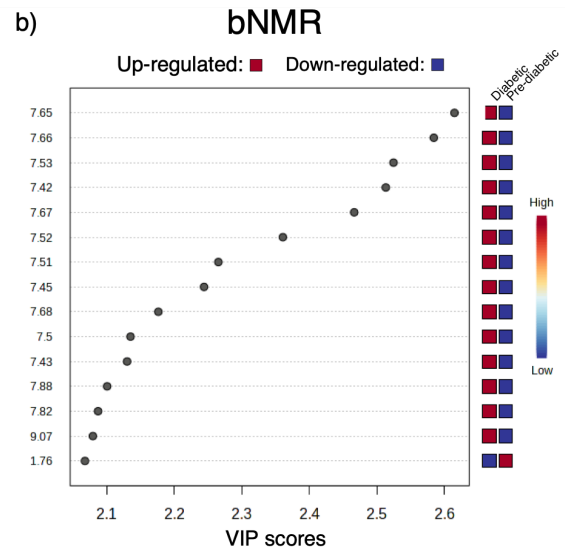 b)
bNMR
Up-regulated:
Down-regulated:
Diabetic
Pre-diabetic
7.65
7.66
7.53
7.42
7.67
7.52
7.51
7.45
7.68
7.5
7.43
7.88
7.82
9.07
1.76
High
Low
2.1 2.2 2.3 2.4 2.5 2.6
VIP scores